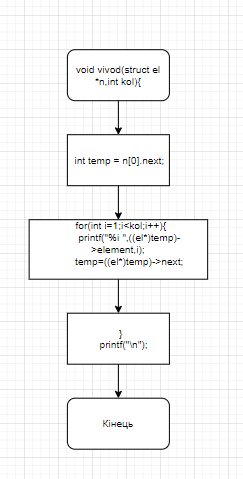 void vivod(struct el
*n,int kol){
int temp = n[0].next;
for(int i=1;i<kol;i++){
printf("%i ",((el*)temp)-
>element,i);
temp=((el*)temp)->next;
}
printf("\n");
Кінець